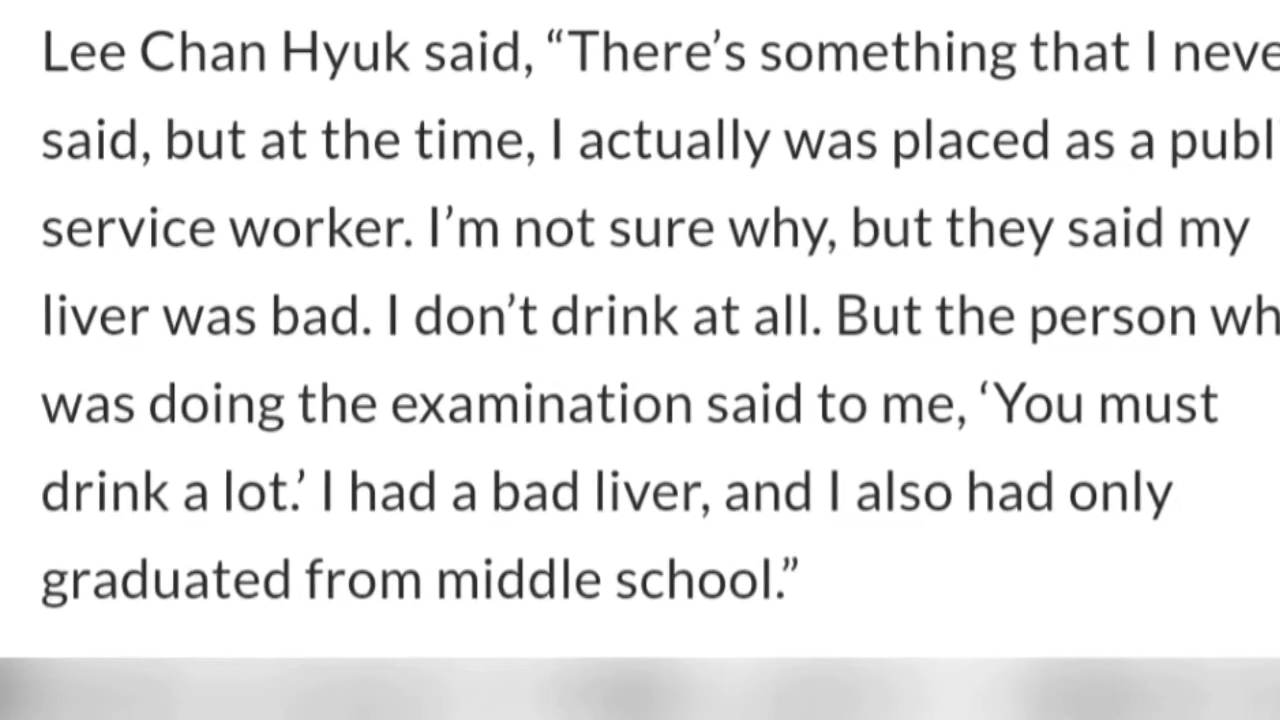 Lee Chan Hyuk said, “There’s something that I neve
said, but at the time, I actually was placed as a publ
service worker. I’m not sure why, but they said my
liver was bad. I don’t drink at all. But the person wh
was doing the examination said to me, ‘You must
drink a lot.’ I had a bad liver, and I also had only
graduated from middle school.”